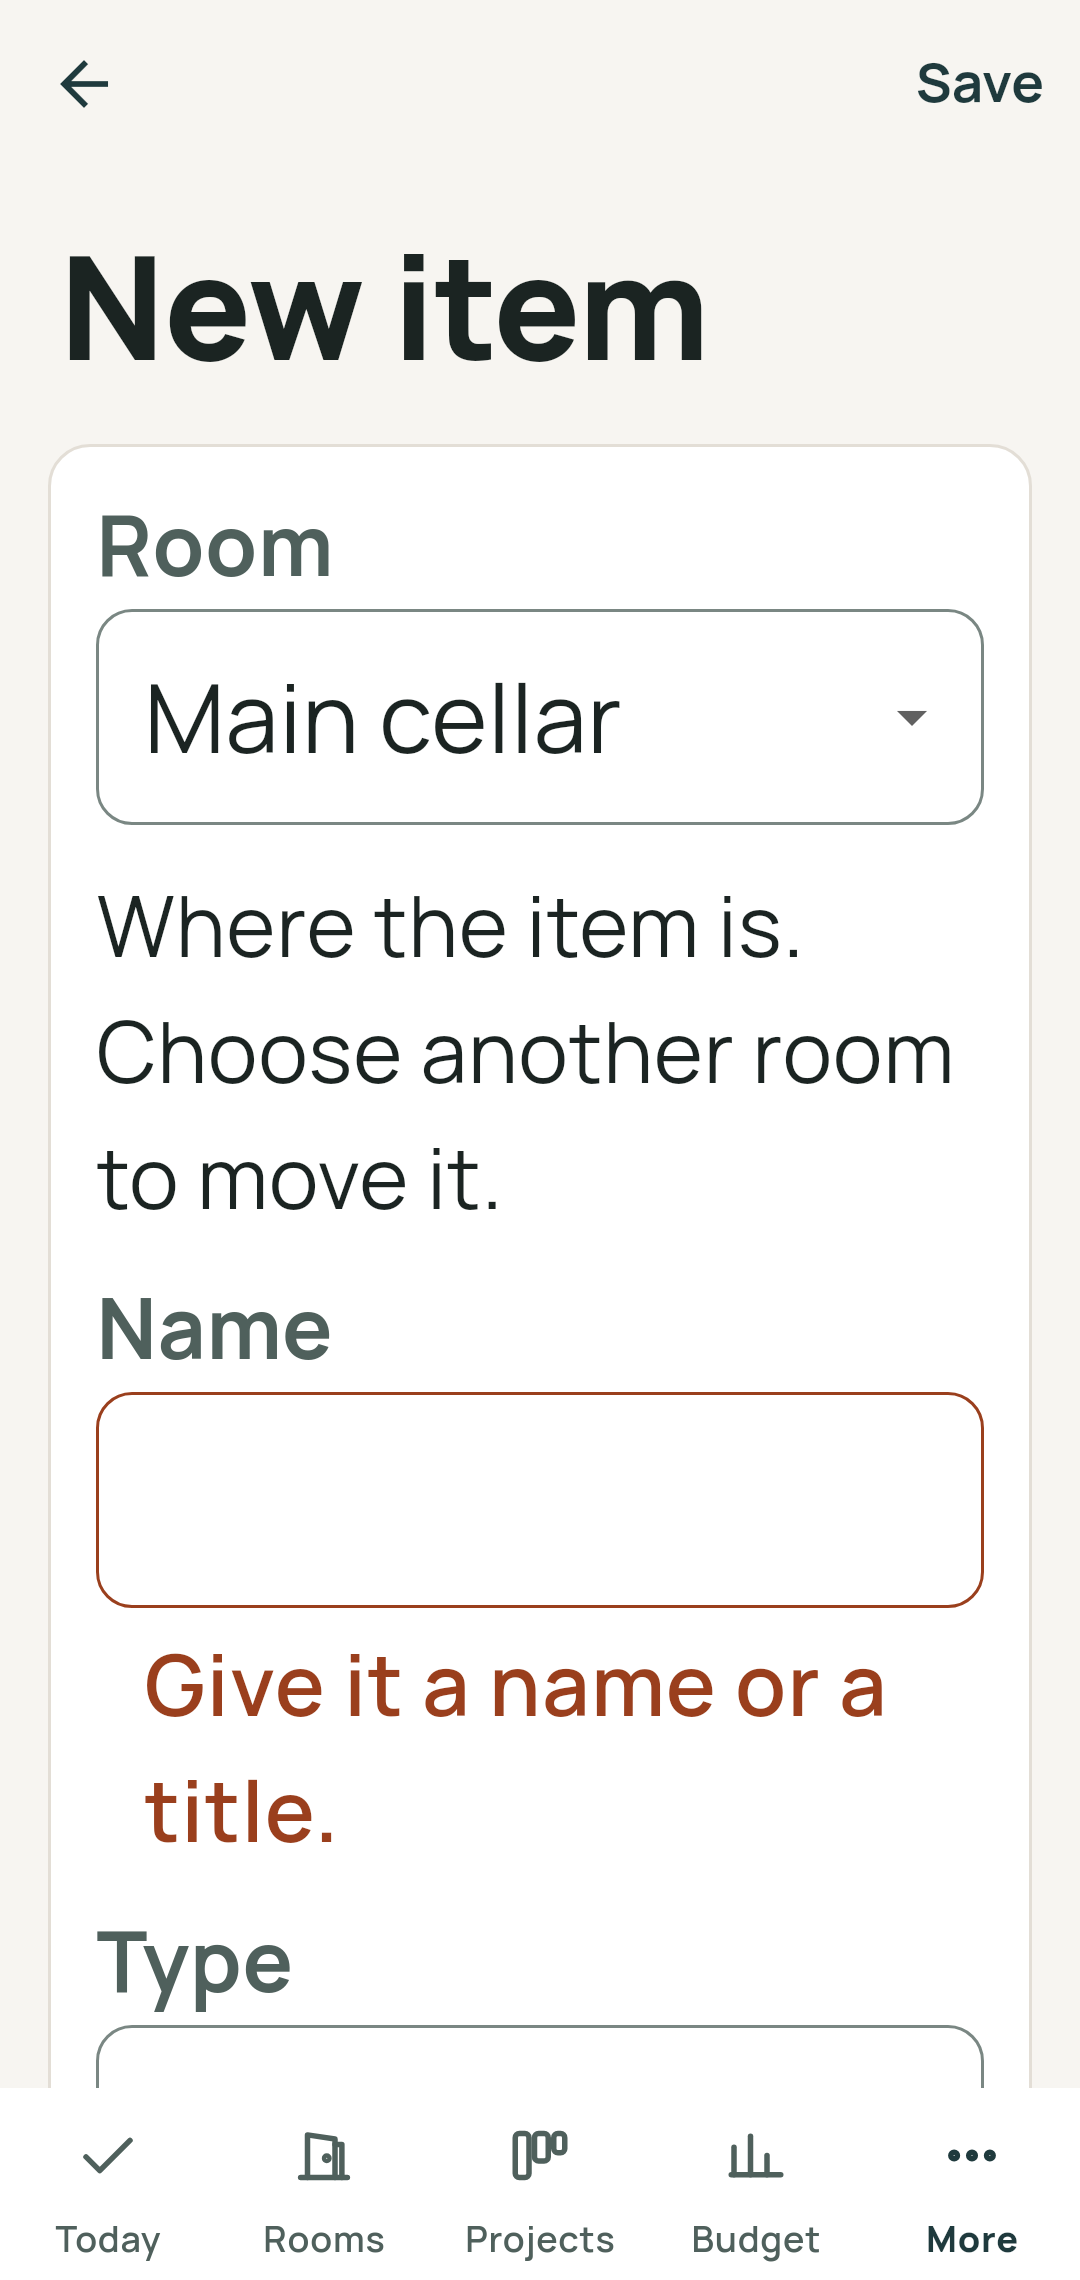 Save
New item
Room
Main cellar
Where the item is.
Choose another room
to move it.
Name
Give it a name or a
title.
Type
Today
Rooms
Projects
Budget
More